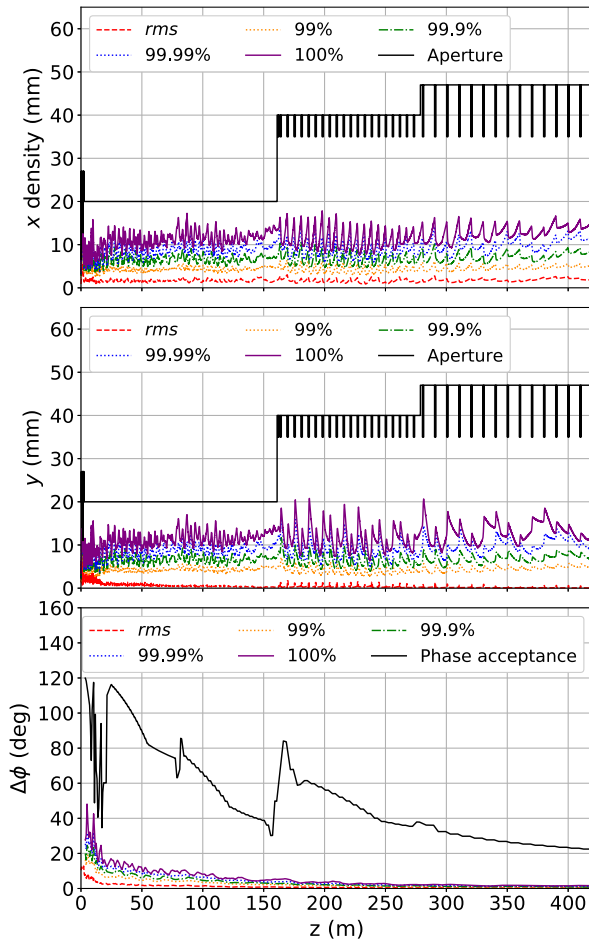 60
50
40
30
20
10
0
x density (mm)
rms 99% 99.9%
99.99% 100% Aperture
60
50
40
30
20
10
0
y (mm)
rms 99% 99.9%
99.99% 100% Aperture
160
140
120
100
80
60
40
20
0
Δϕ (deg)
rms 99% 99.9%
99.99% 100% Phase acceptance
0 50 100 150 200 250 300 350 400
z (m)